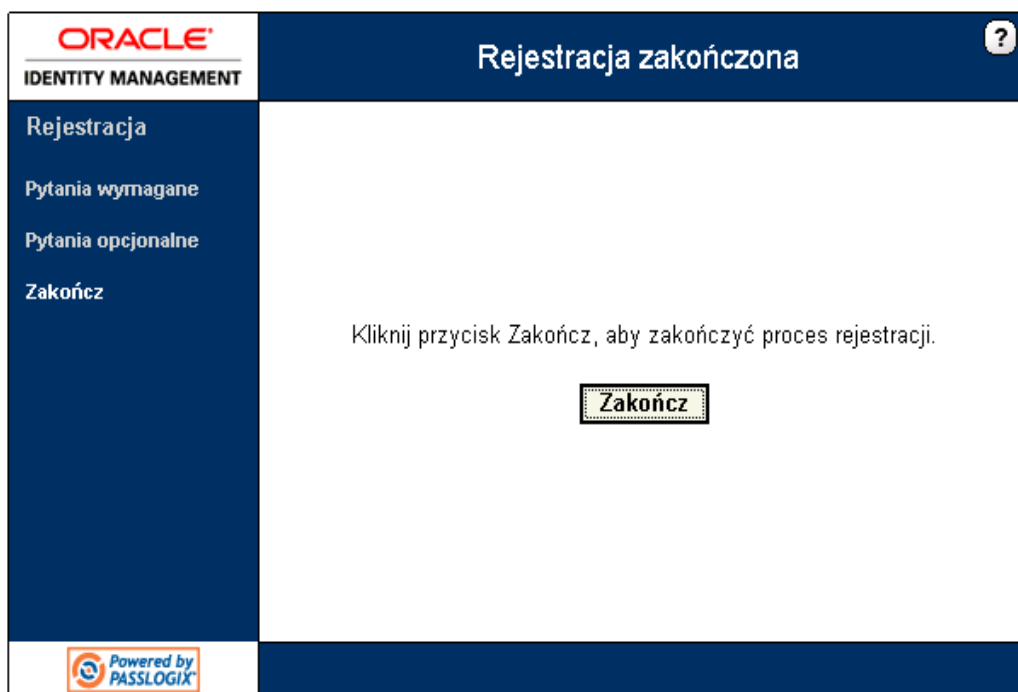 ORACLE®
IDENTITY MANAGEMENT
Rejestracja zakończona
?
Rejestracja
Pytania wymagane
Pytania opcjonalne
Zakończ
Kliknij przycisk Zakończ, aby zakończyć proces rejestracji.
Zakończ
Powered by
PASSLOGIX™